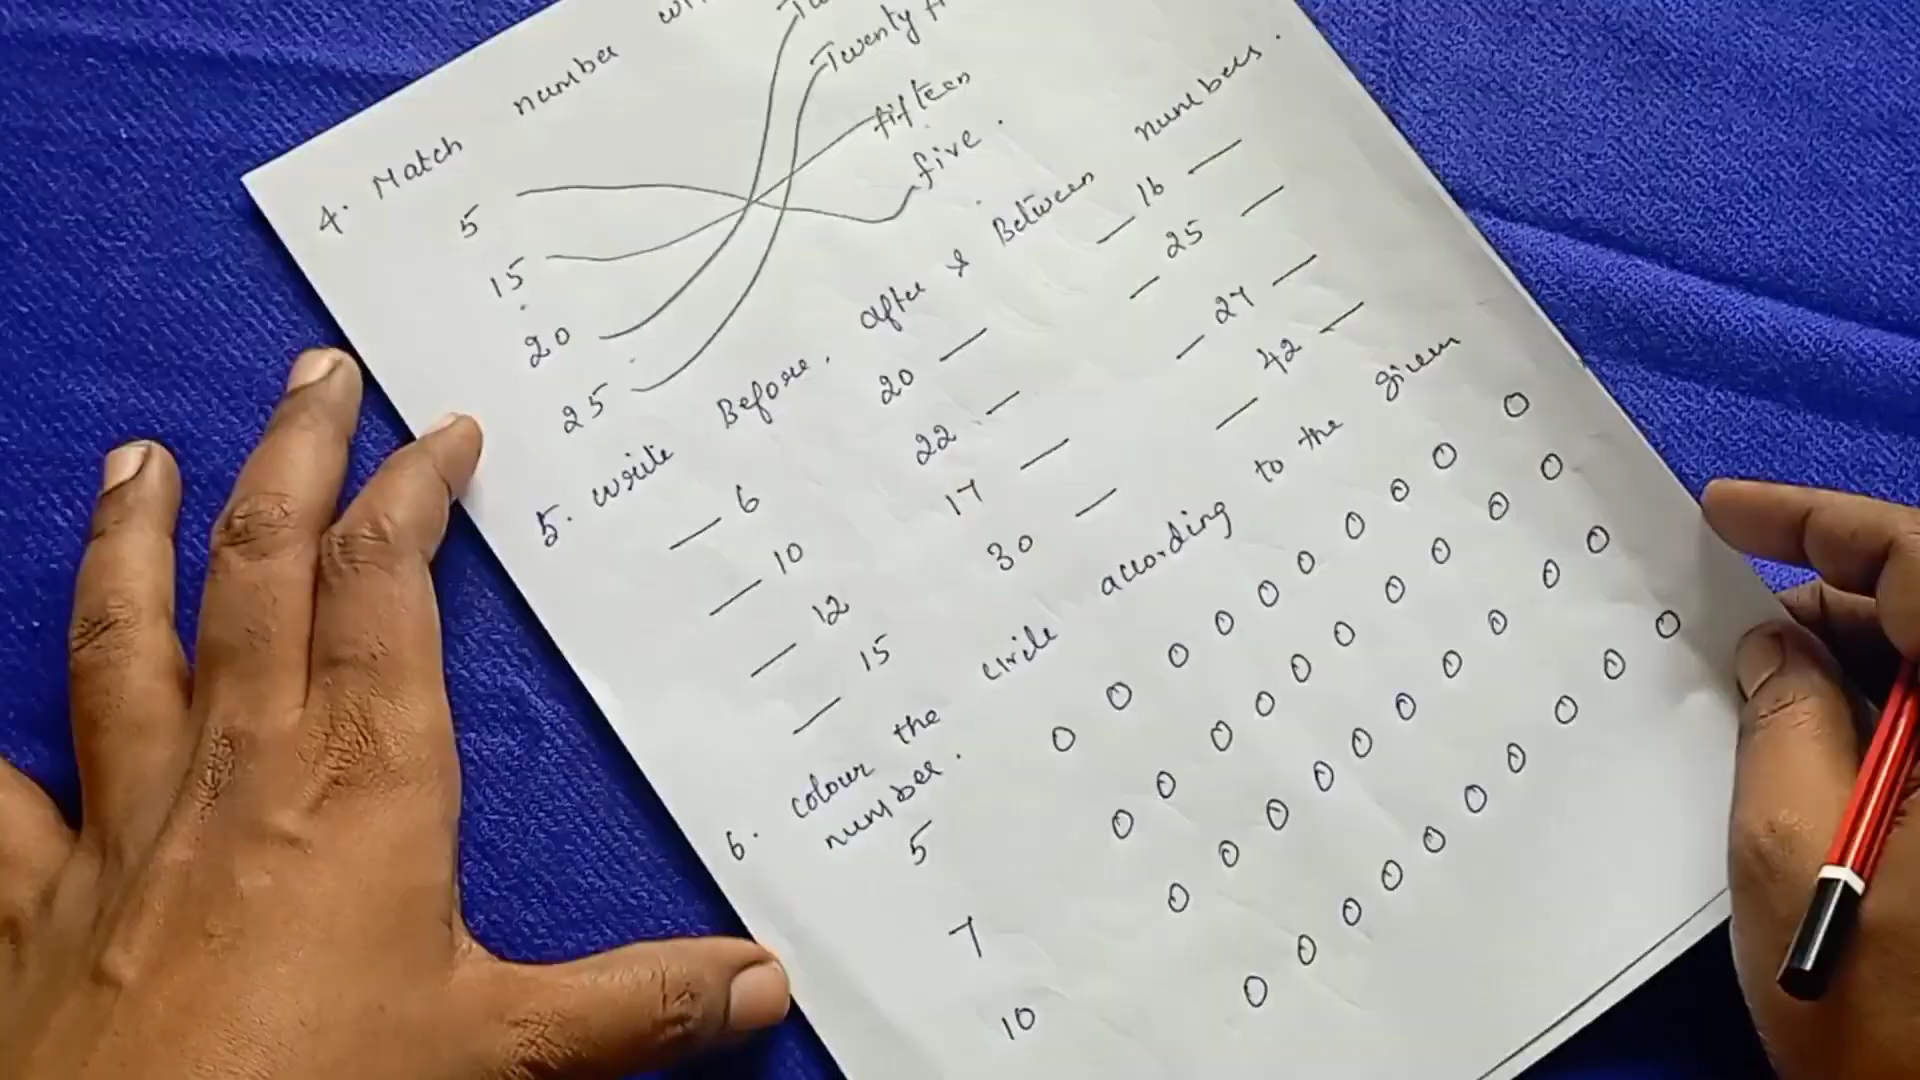 4. Match number
Twenty
5 fifteen
15 five.
20
25
5. write Before, after & Between numbers.
__ 6 20 __ __ 16 __
__ 10 22 __ __ 25 __
__ 12 17 __ __ 27 __
__ 15 30 __ __ 42 __
6. colour the circle according to the given
number.
5 O O O O O O O O O O
7 O O O O O O O O O O
10 O O O O O O O O O O
O O O O O O O O O O